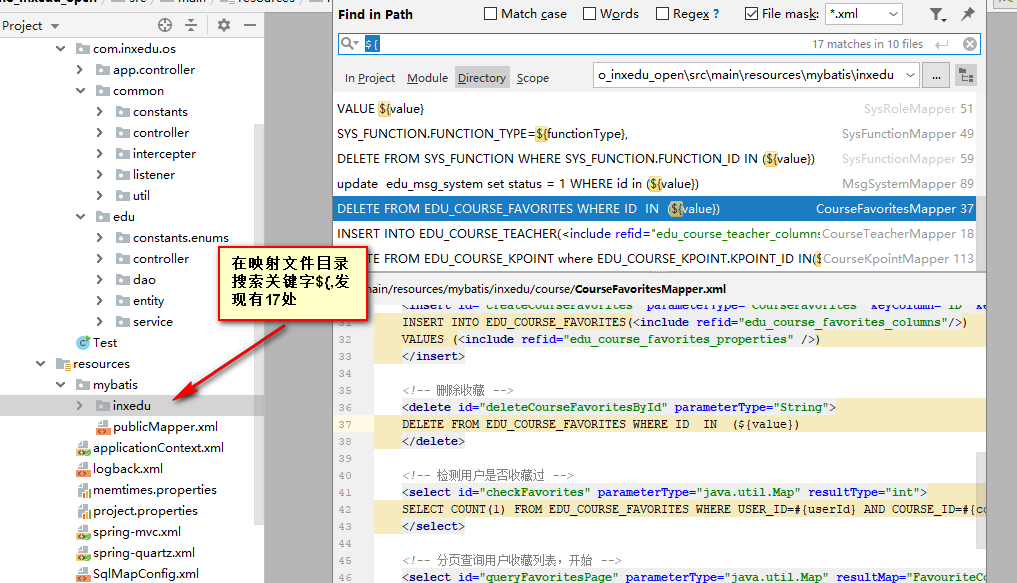 Project
com.inxedu.os
app.controller
common
constants
controller
intercepter
listener
util
edu
constants.enums
controller
dao
entity
service
Test
resources
mybatis
inxedu
publicMapper.xml
applicationContext.xml
logback.xml
memtimes.properties
project.properties
spring-mvc.xml
spring-quartz.xml
SqlMapConfig.xml
在映射文件目录
搜索关键字${,发
现有17处
Find in Path
Match case
Words
Regex ?
File mask:
*.xml
${
17 matches in 10 files
In Project
Module
Directory
Scope
o_inxedu_open\src\main\resources\mybatis\inxedu
...
VALUE ${value} SysRoleMapper 51
SYS_FUNCTION.FUNCTION_TYPE=${functionType}, SysFunctionMapper 49
DELETE FROM SYS_FUNCTION WHERE SYS_FUNCTION.FUNCTION_ID IN (${value}) SysFunctionMapper 59
update edu_msg_system set status = 1 WHERE id in (${value}) MsgSystemMapper 89
DELETE FROM EDU_COURSE_FAVORITES WHERE ID IN (${value}) CourseFavoritesMapper 37
INSERT INTO EDU_COURSE_TEACHER(<include refid="edu_course_teacher_columns CourseTeacherMapper 18
FROM EDU_COURSE_KPOINT where EDU_COURSE_KPOINT.KPOINT_ID IN($ CourseKpointMapper 113
/resources/mybatis/inxedu/course/CourseFavoritesMapper.xml
<insert id="createCourseFavorites" parameterType="CourseFavorites" keyColumn="ID"
31 INSERT INTO EDU_COURSE_FAVORITES(<include refid="edu_course_favorites_columns"/>)
32 VALUES (<include refid="edu_course_favorites_properties" />)
33 </insert>
34
35 <!-- 删除收藏 -->
36 <delete id="deleteCourseFavoritesById" parameterType="String">
37 DELETE FROM EDU_COURSE_FAVORITES WHERE ID IN (${value})
38 </delete>
39
40 <!-- 检测用户是否收藏过 -->
41 <select id="checkFavorites" parameterType="java.util.Map" resultType="int">
42 SELECT COUNT(1) FROM EDU_COURSE_FAVORITES WHERE USER_ID=#{userId} AND COURSE_ID=#{co
43 </select>
44
45 <!-- 分页查询用户收藏列表，开始 -->
46 <select id="queryFavoritesPage" parameterType="java.util.Map" resultMap="FavouriteCo